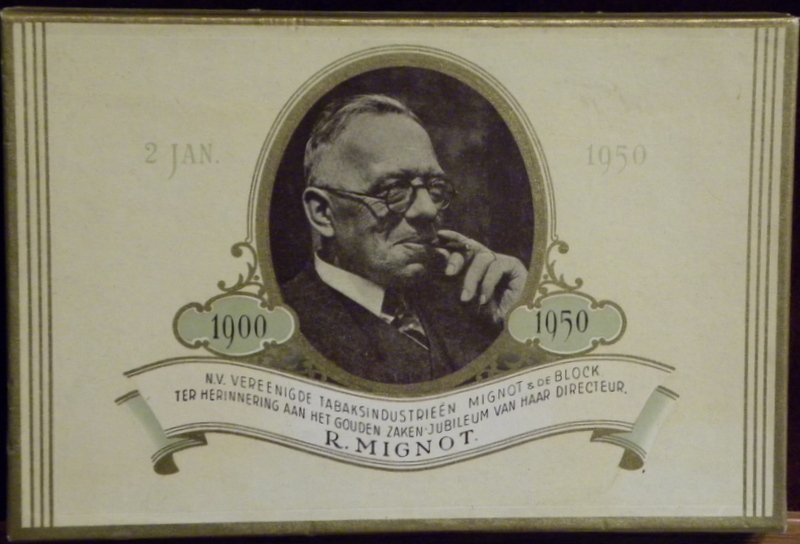 2 JAN. 1950
1900 1950
N.V. VEREENIGDE TABAKSINDUSTRIEËN MIGNOT & DE BLOCK.
TER HERINNERING AAN HET GOUDEN ZAKEN-JUBILEUM VAN HAAR DIRECTEUR,
R. MIGNOT.